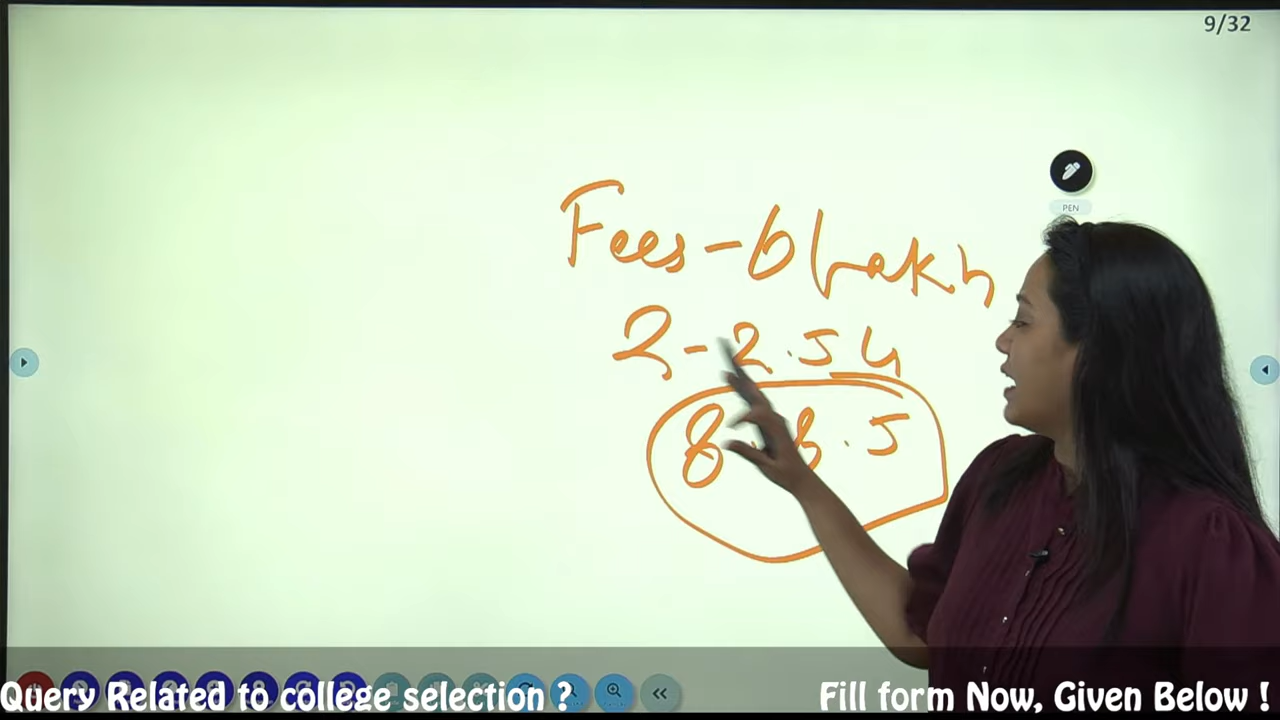 9/32
PEN
Fees - 6 Lakh
2 - 2.5 L
8 - 8.5
Query Related to college selection ?
Fill form Now, Given Below !